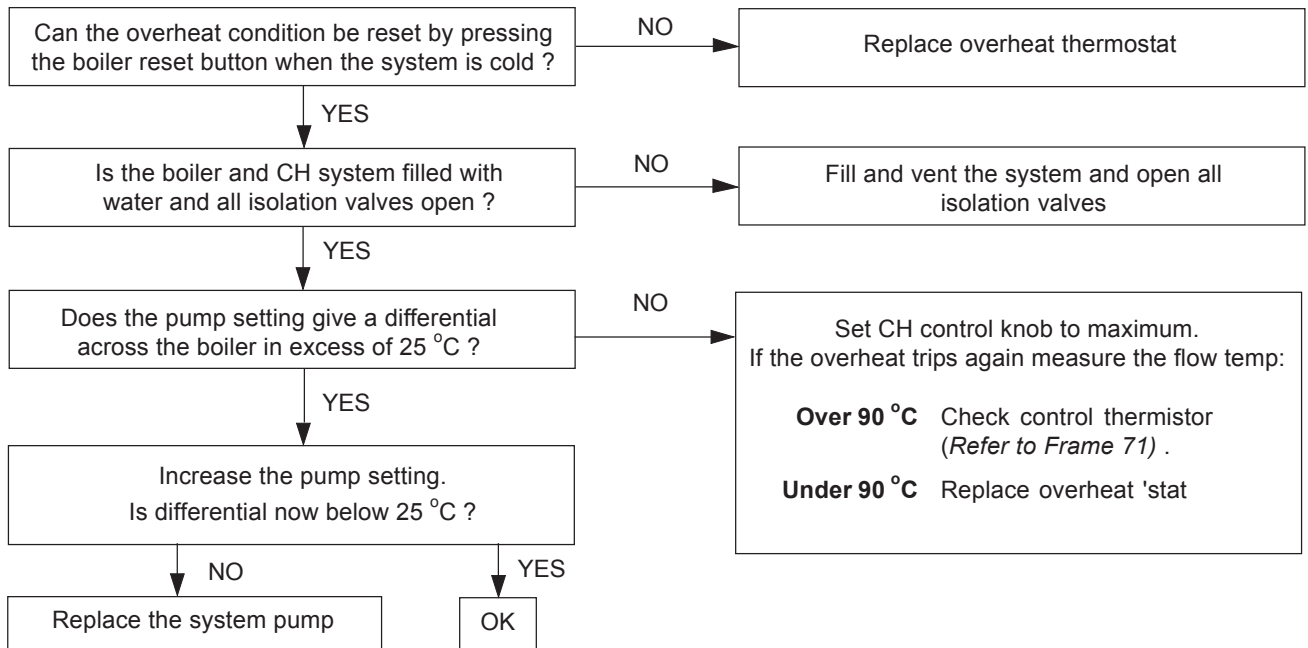 Can the overheat condition be reset by pressing
the boiler reset button when the system is cold ?
NO
Replace overheat thermostat
YES
Is the boiler and CH system filled with
water and all isolation valves open ?
NO
Fill and vent the system and open all
isolation valves
YES
Does the pump setting give a differential
across the boiler in excess of 25 °C ?
NO
Set CH control knob to maximum.
If the overheat trips again measure the flow temp:
Over 90 °C Check control thermistor
(Refer to Frame 71) .
Under 90 °C Replace overheat 'stat
YES
Increase the pump setting.
Is differential now below 25 °C ?
NO
YES
Replace the system pump
OK